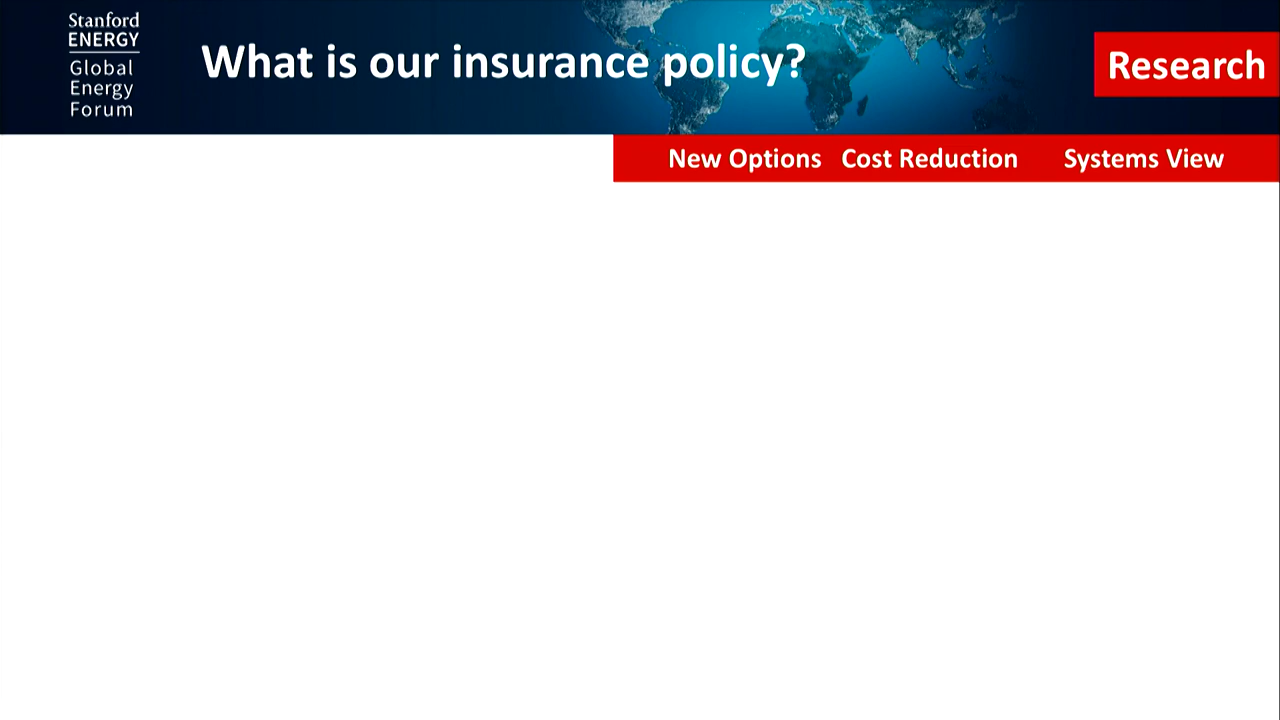 Stanford
ENERGY
Global
Energy
Forum
What is our insurance policy?
Research
New Options Cost Reduction Systems View